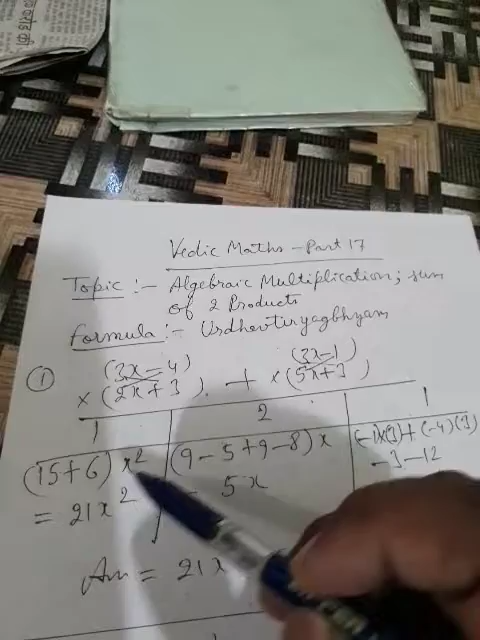 Vedic Maths - Part 17
Topic :- Algebraic Multiplication; sum
of 2 Products
Formula :- Urdhvtiryagbhyam
① (3x-4) + (3x-1)
×(2x+3) ×(5x+3)
1 2 1
(15+6)x² (9-5+9-8)x (-1)x(3)+(-4)(3)
= 21x² 5x -3-12
Ans = 21x